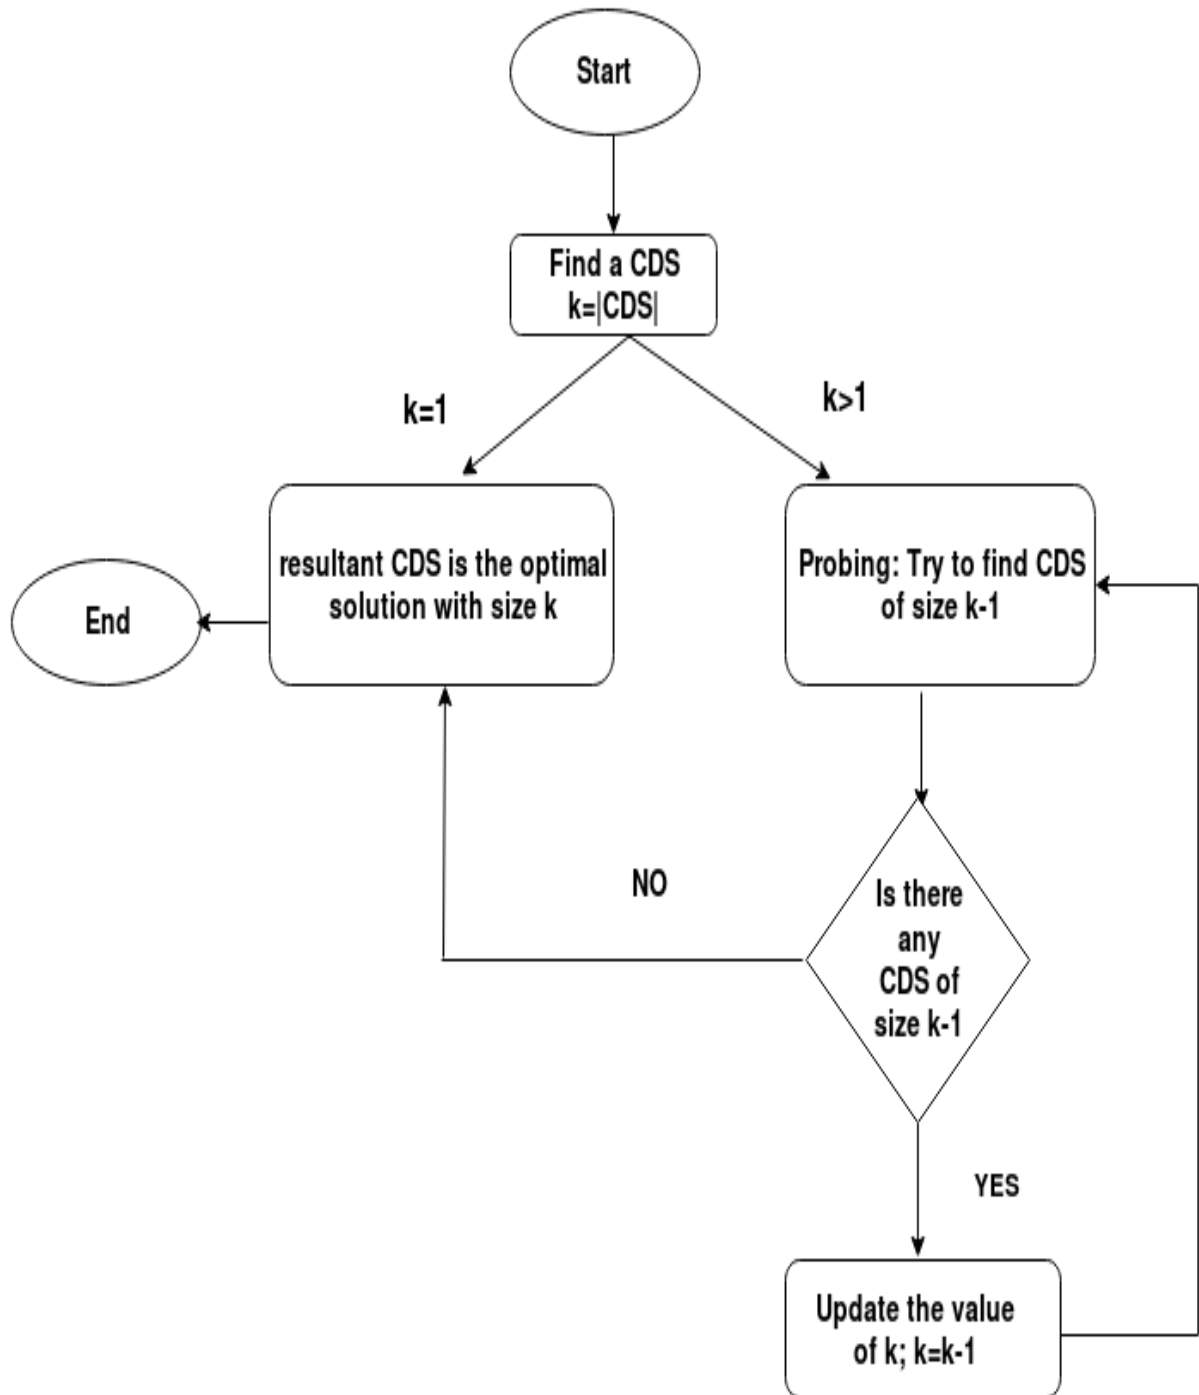 Start
Find a CDS
k=|CDS|
k=1
k>1
resultant CDS is the optimal
solution with size k
Probing: Try to find CDS
of size k-1
End
NO
Is there
any
CDS of
size k-1
YES
Update the value
of k; k=k-1